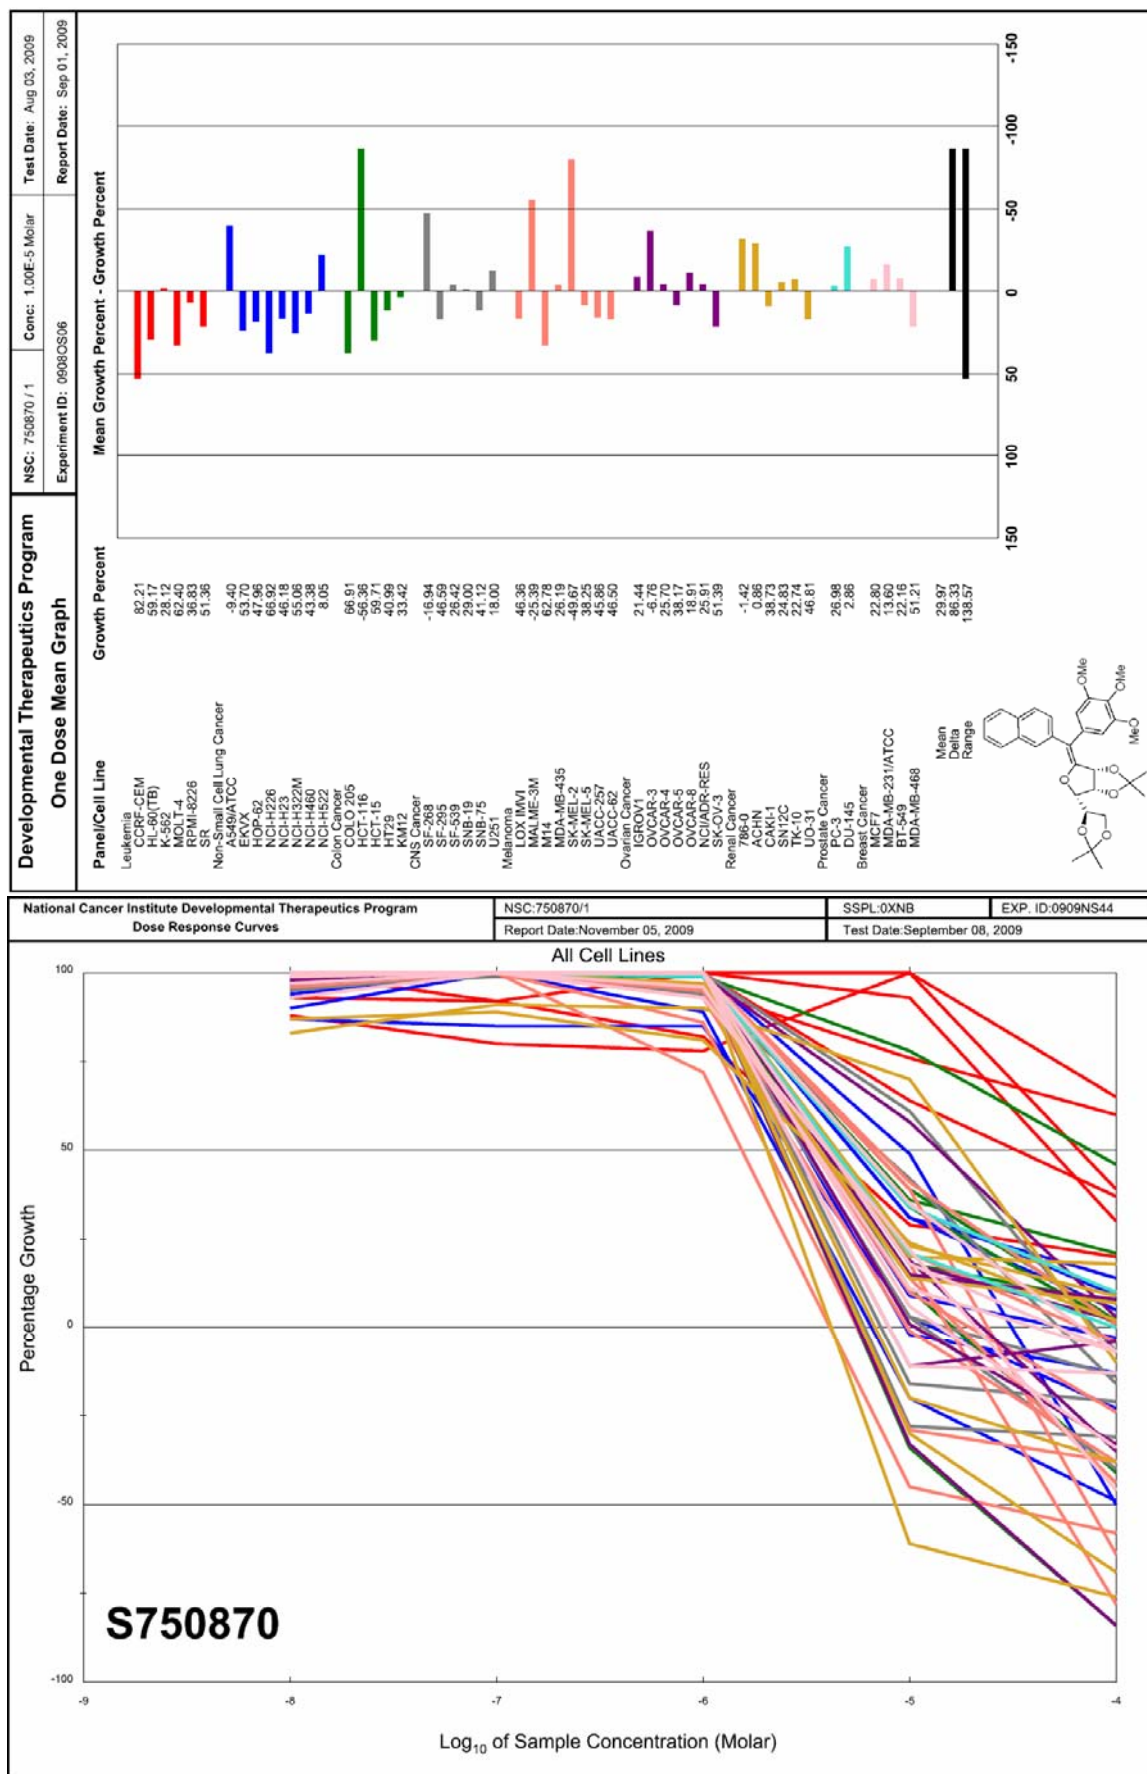 Developmental Therapeutics Program
NSC: 750870 / 1
Conc: 1.00E-5 Molar
Test Date: Aug 03, 2009
One Dose Mean Graph
Experiment ID: 0908OS06
Report Date: Sep 01, 2009
Panel/Cell Line
Growth Percent
Mean Growth Percent - Growth Percent
Leukemia
CCRF-CEM 82.21
HL-60(TB) 59.17
K-562 28.12
MOLT-4 62.40
RPMI-8226 36.83
SR 51.36
Non-Small Cell Lung Cancer
A549/ATCC -9.40
EKVX 53.70
HOP-62 47.96
NCI-H226 66.92
NCI-H23 46.18
NCI-H322M 55.06
NCI-H460 43.38
NCI-H522 8.05
Colon Cancer
COLO 205 66.91
HCT-116 -56.36
HCT-15 59.71
HT29 40.99
KM12 33.42
CNS Cancer
SF-268 -16.94
SF-295 46.59
SF-539 26.42
SNB-19 29.00
SNB-75 41.12
U251 18.00
Melanoma
LOX IMVI 46.36
MALME-3M -25.39
M14 62.78
MDA-MB-435 26.19
SK-MEL-2 -49.67
SK-MEL-5 38.25
UACC-257 45.86
UACC-62 46.50
Ovarian Cancer
IGROV1 21.44
OVCAR-3 -6.76
OVCAR-4 25.70
OVCAR-5 38.17
OVCAR-8 18.91
NCI/ADR-RES 25.91
SK-OV-3 51.39
Renal Cancer
786-0 -1.42
ACHN 0.86
CAKI-1 38.73
SN12C 24.83
TK-10 22.74
UO-31 46.81
Prostate Cancer
PC-3 26.98
DU-145 2.86
Breast Cancer
MCF7 22.80
MDA-MB-231/ATCC 13.60
BT-549 22.16
MDA-MB-468 51.21
Mean 29.97
Delta 86.33
Range 138.57
150 100 50 0 -50 -100 -150
OMe
OMe
MeO
O
O
O
O
O
National Cancer Institute Developmental Therapeutics Program
Dose Response Curves
NSC:750870/1
SSPL:0XNB
EXP. ID:0909NS44
Report Date:November 05, 2009
Test Date:September 08, 2009
All Cell Lines
Percentage Growth
100
50
0
-50
-100
S750870
-9 -8 -7 -6 -5 -4
Log10 of Sample Concentration (Molar)